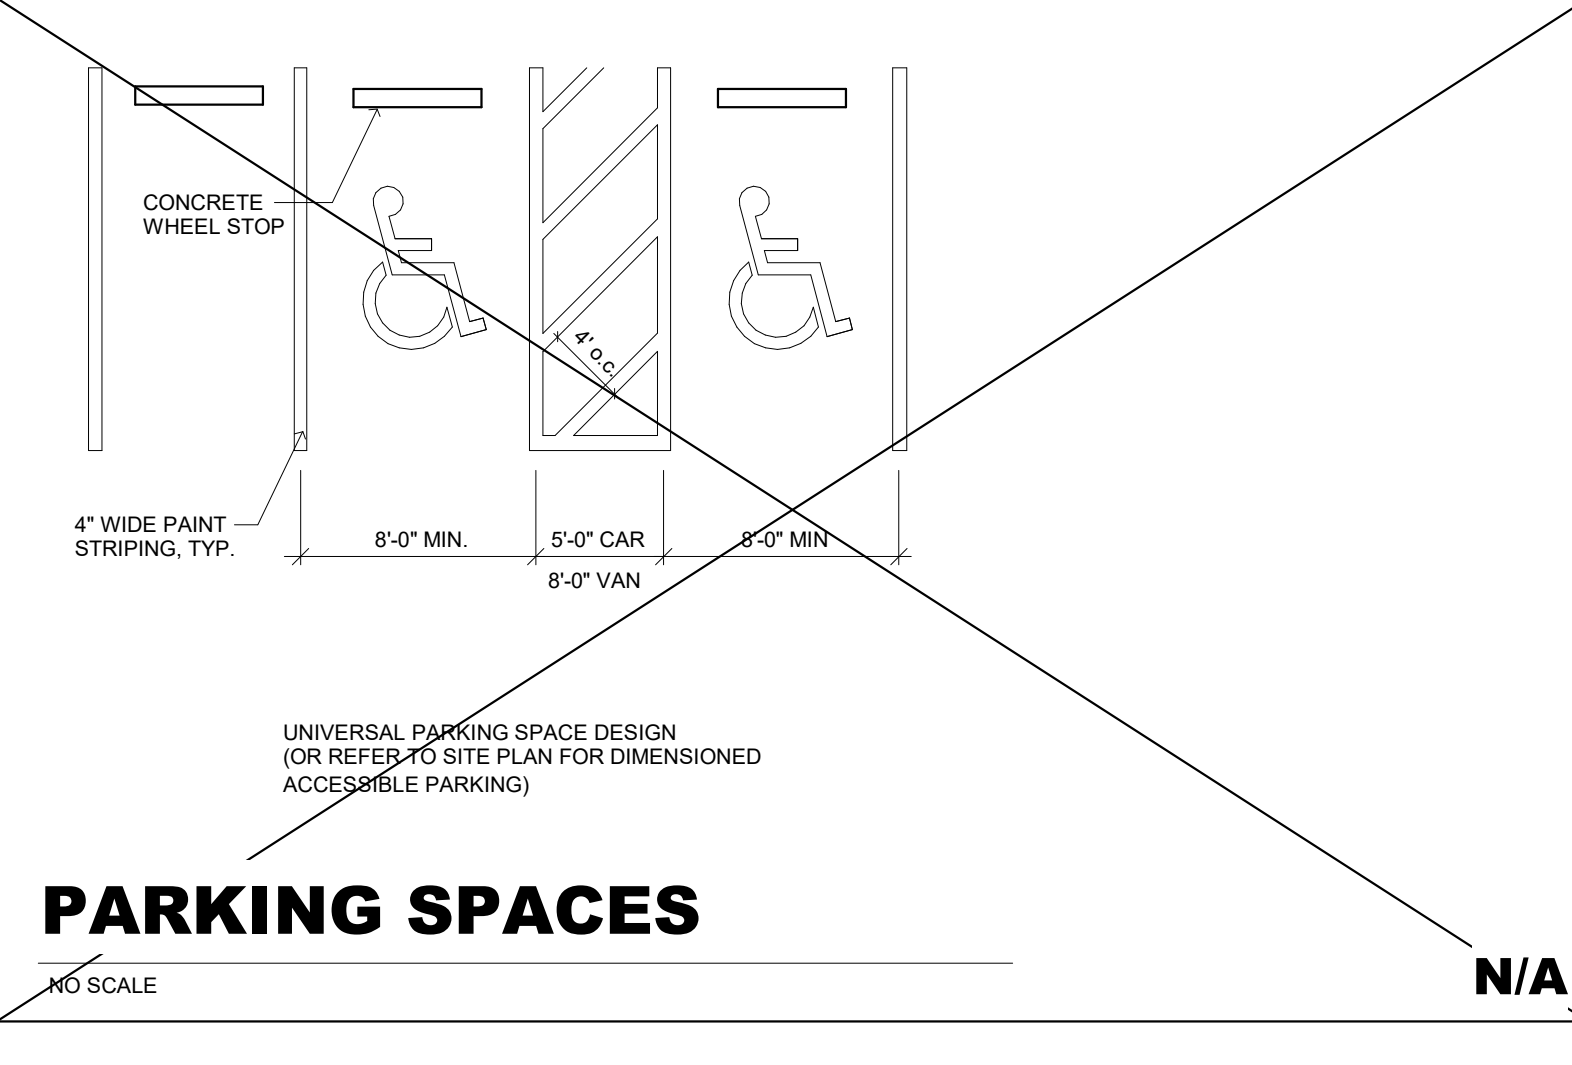 CONCRETE
WHEEL STOP
4' O.C.
4" WIDE PAINT
STRIPING, TYP.
8'-0" MIN.
5'-0" CAR
8'-0" MIN
8'-0" VAN
UNIVERSAL PARKING SPACE DESIGN
(OR REFER TO SITE PLAN FOR DIMENSIONED
ACCESSIBLE PARKING)
PARKING SPACES
NO SCALE
N/A